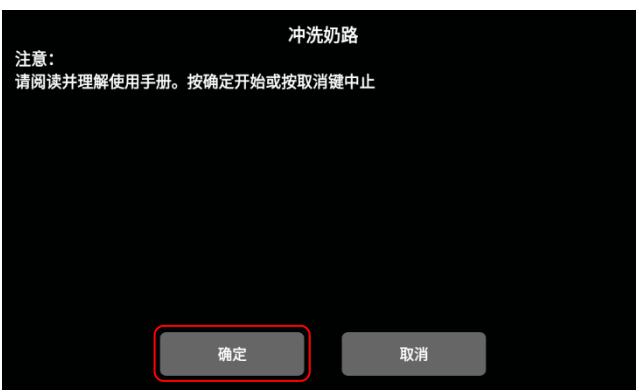 冲洗奶路
注意：
请阅读并理解使用手册。按确定开始或按取消键中止
确定
取消